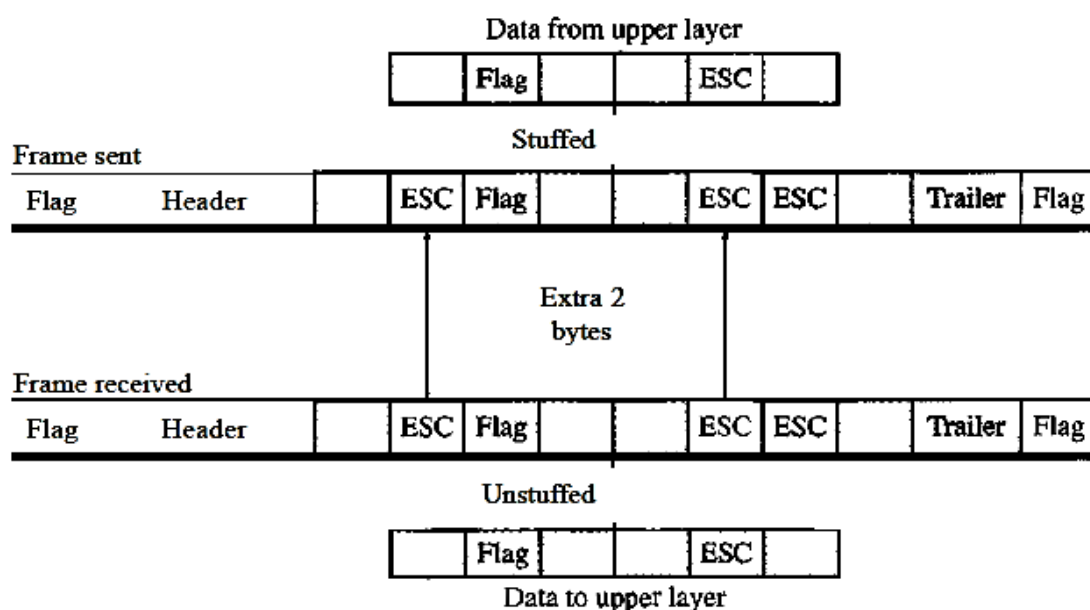 Data from upper layer
Flag ESC
Stuffed
Frame sent
Flag Header ESC Flag ESC ESC Trailer Flag
Extra 2
bytes
Frame received
Flag Header ESC Flag ESC ESC Trailer Flag
Unstuffed
Flag ESC
Data to upper layer